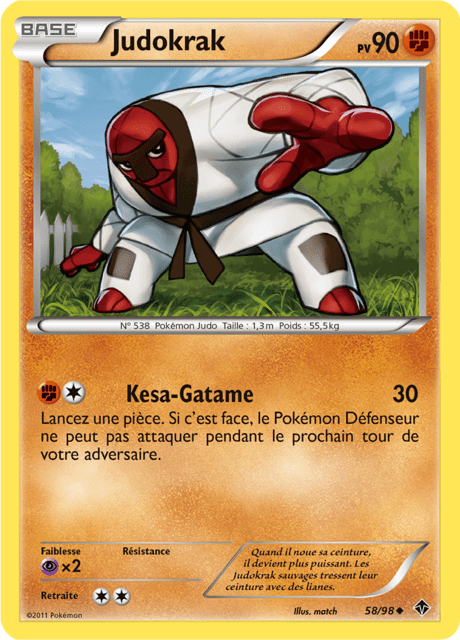 BASE
Judokrak
PV 90
N° 538 Pokémon Judo Taille : 1,3m Poids : 55,5kg
Kesa-Gatame 30
Lancez une pièce. Si c'est face, le Pokémon Défenseur
ne peut pas attaquer pendant le prochain tour de
votre adversaire.
Faiblesse Résistance
×2
Retraite
Quand il noue sa ceinture,
il devient plus puissant. Les
Judokrak sauvages tressent leur
ceinture avec des lianes.
©2011 Pokémon
Illus. match 58/98